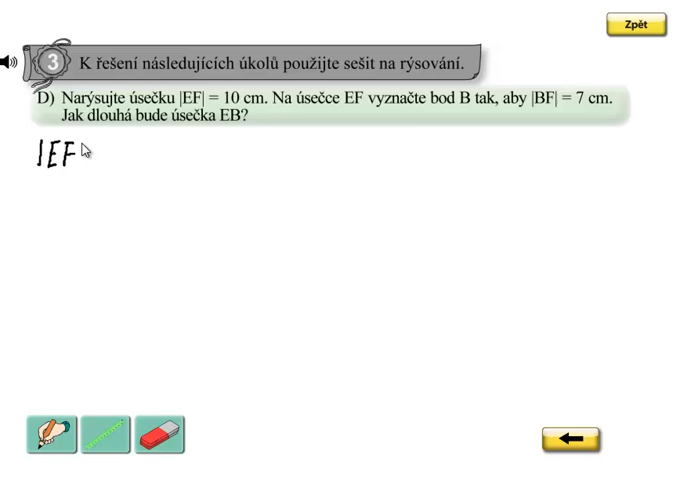 Zpět
3 K řešení následujících úkolů použijte sešit na rýsování.
D) Narýsujte úsečku |EF| = 10 cm. Na úsečce EF vyznačte bod B tak, aby |BF| = 7 cm.
Jak dlouhá bude úsečka EB?
|EF